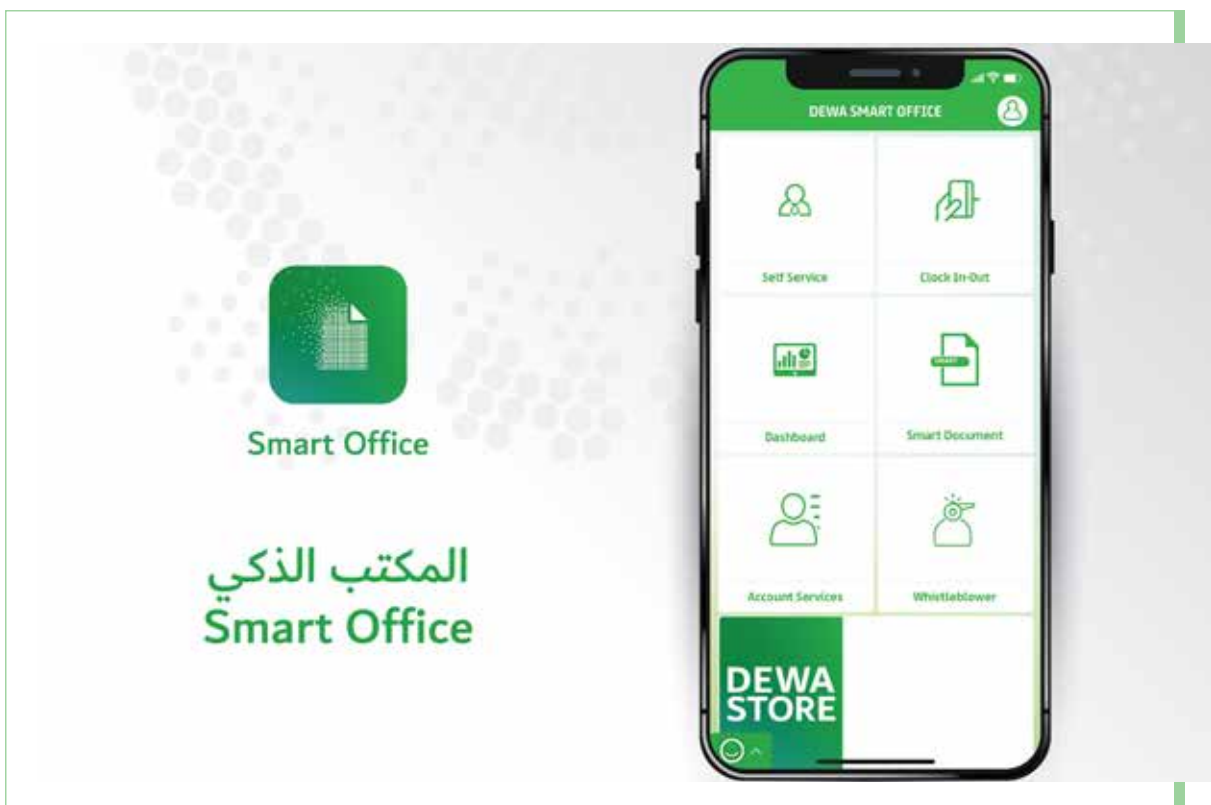 Smart Office
المكتب الذكي
Smart Office
DEWA SMART OFFICE
Self Service
Clock In-Out
Dashboard
Smart Document
SMART
Account Services
Whistleblower
DEWA
STORE